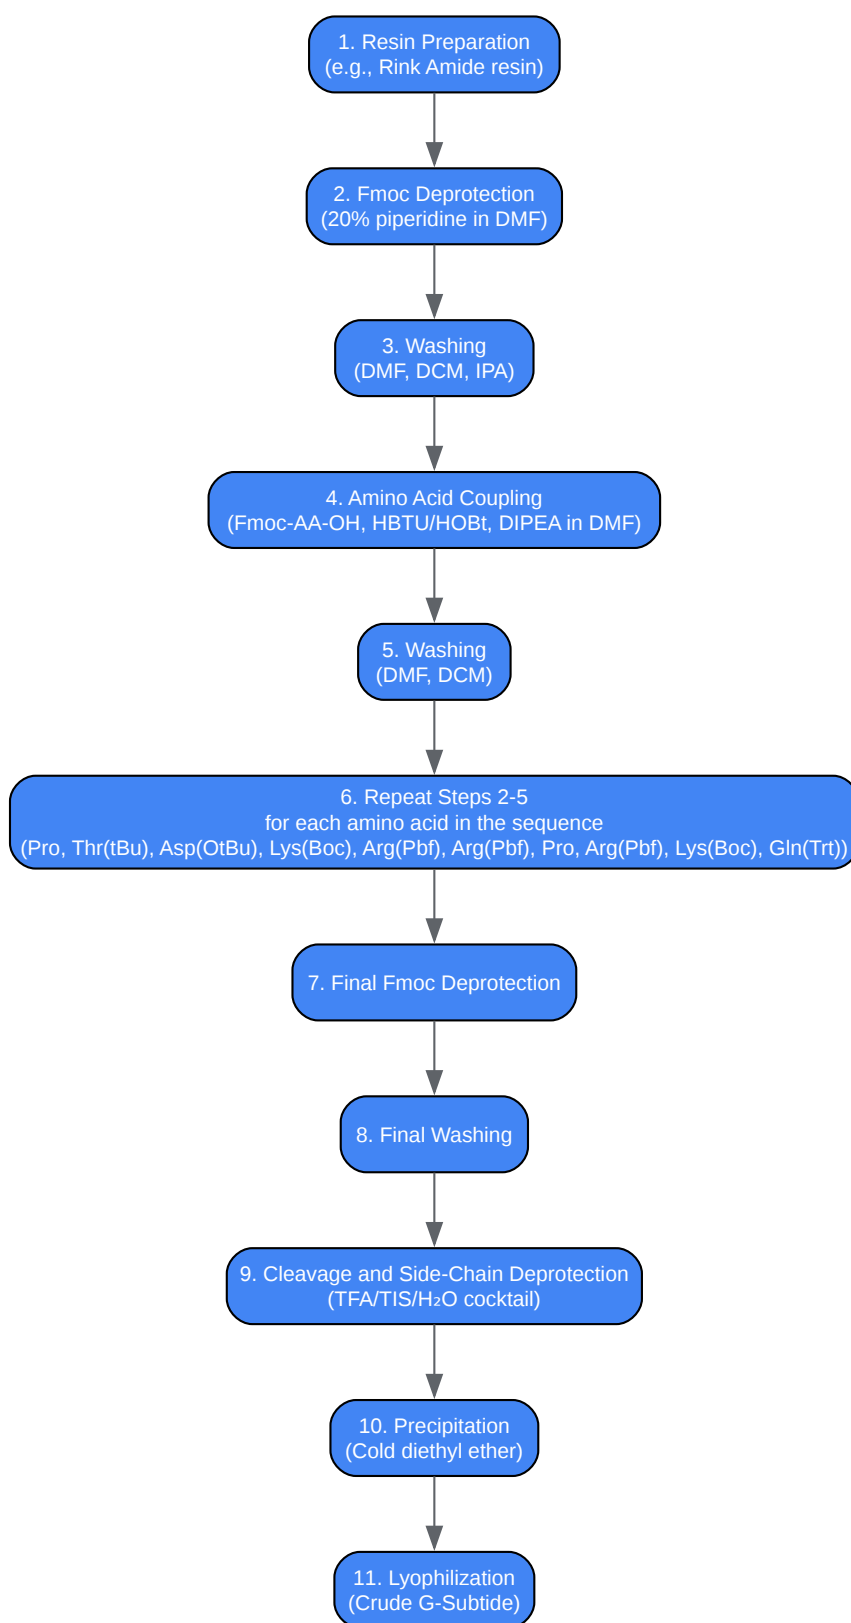 1. Resin Preparation
(e.g., Rink Amide resin)
2. Fmoc Deprotection
(20% piperidine in DMF)
3. Washing
(DMF, DCM, IPA)
4. Amino Acid Coupling
(Fmoc-AA-OH, HBTU/HOBt, DIPEA in DMF)
5. Washing
(DMF, DCM)
6. Repeat Steps 2-5
for each amino acid in the sequence
(Pro, Thr(tBu), Asp(OtBu), Lys(Boc), Arg(Pbf), Arg(Pbf), Pro, Arg(Pbf), Lys(Boc), Gln(Trt))
7. Final Fmoc Deprotection
8. Final Washing
9. Cleavage and Side-Chain Deprotection
(TFA/TIS/H₂O cocktail)
10. Precipitation
(Cold diethyl ether)
11. Lyophilization
(Crude G-Subtide)